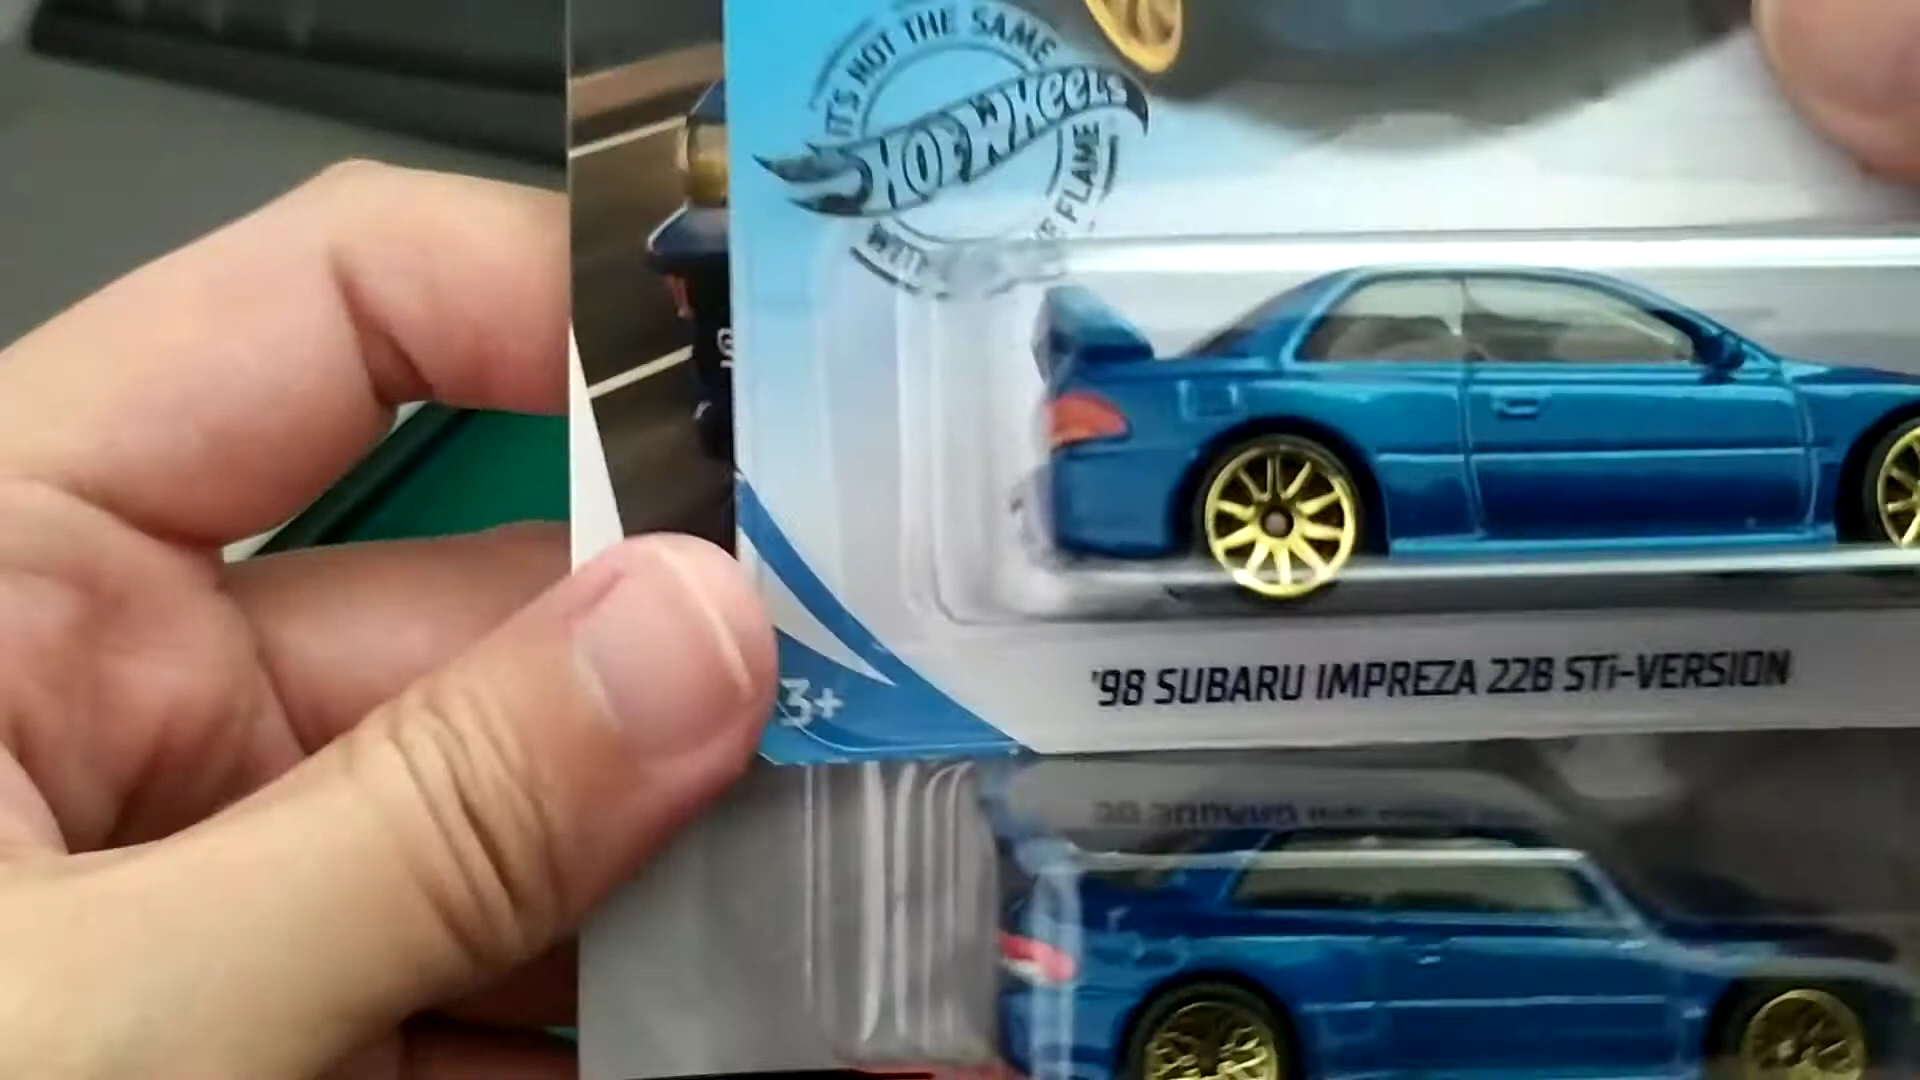 IT'S NOT THE SAME
Hot Wheels
FLAME
3+
'98 SUBARU IMPREZA 22B STi-VERSION